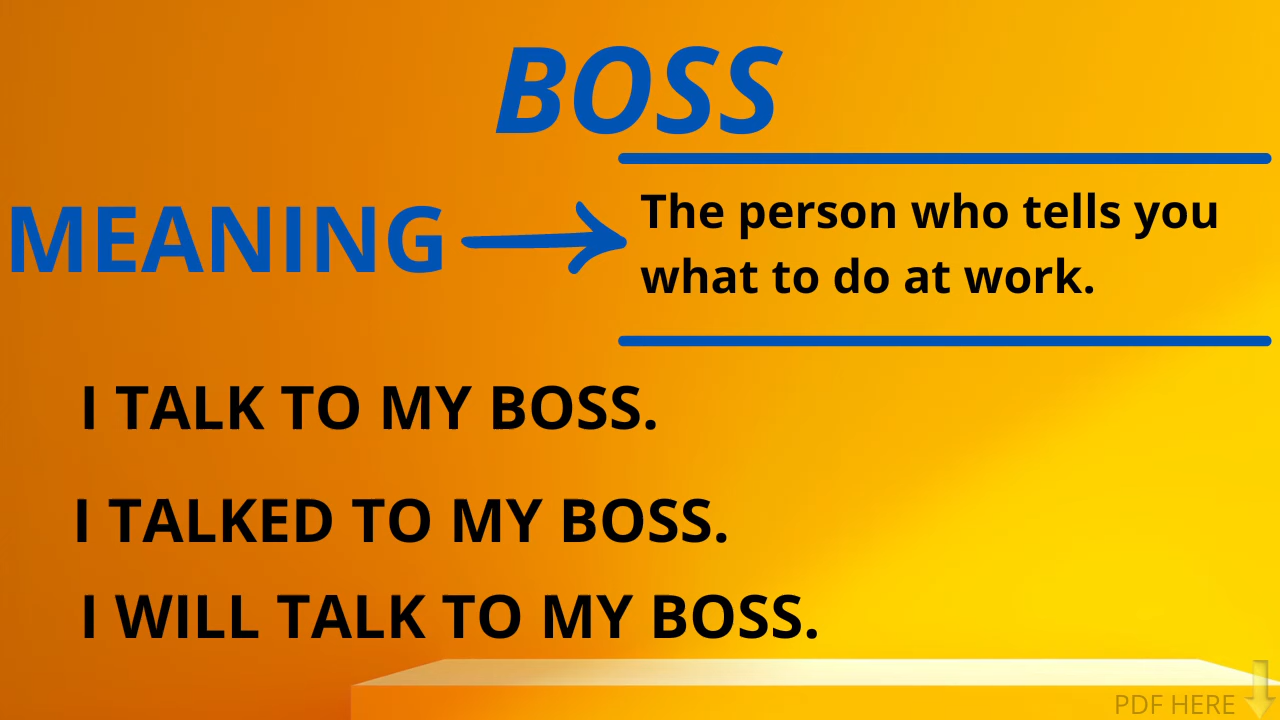 BOSS
MEANING
The person who tells you
what to do at work.
I TALK TO MY BOSS.
I TALKED TO MY BOSS.
I WILL TALK TO MY BOSS.
PDF HERE